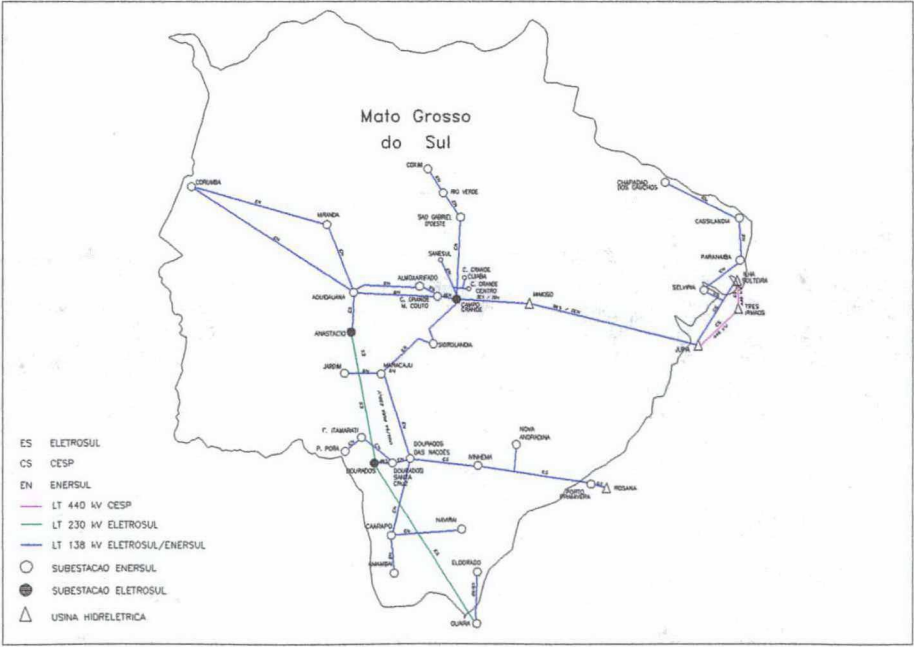 Mato Grosso
do Sul
COXIM
RIO VERDE
SAO GABRIEL
D'OESTE
CORUMBA
CHAPADAO
DOS GAUCHOS
CASSILANDIA
MIRANDA
SANESUL
C. GRANDE
CUIABA
C. GRANDE
CENTRO
ALMOXARIFADO
PARANAIBA
ILHA
SOLTEIRA
SELVIRIA
AQUIDAUANA
C. GRANDE
M. COUTO
CAMPO
GRANDE
MIMOSO
TRES
IRMAOS
ANASTACIO
SIDROLANDIA
JUPIA
JARDIM
MARACAJU
F. ITAMARATI
P. PORA
DOURADOS
DOURADOS
SANTA
CRUZ
DOURADOS
DAS NACOES
IVINHEMA
NOVA
ANDRADINA
PORTO
PRIMAVERA
ROSANA
CAARAPO
NAVIRAI
AMAMBAI
ELDORADO
GUAIRA
ES ELETROSUL
CS CESP
EN ENERSUL
LT 440 kV CESP
LT 230 kV ELETROSUL
LT 138 kV ELETROSUL/ENERSUL
SUBESTACAO ENERSUL
SUBESTACAO ELETROSUL
USINA HIDRELETRICA